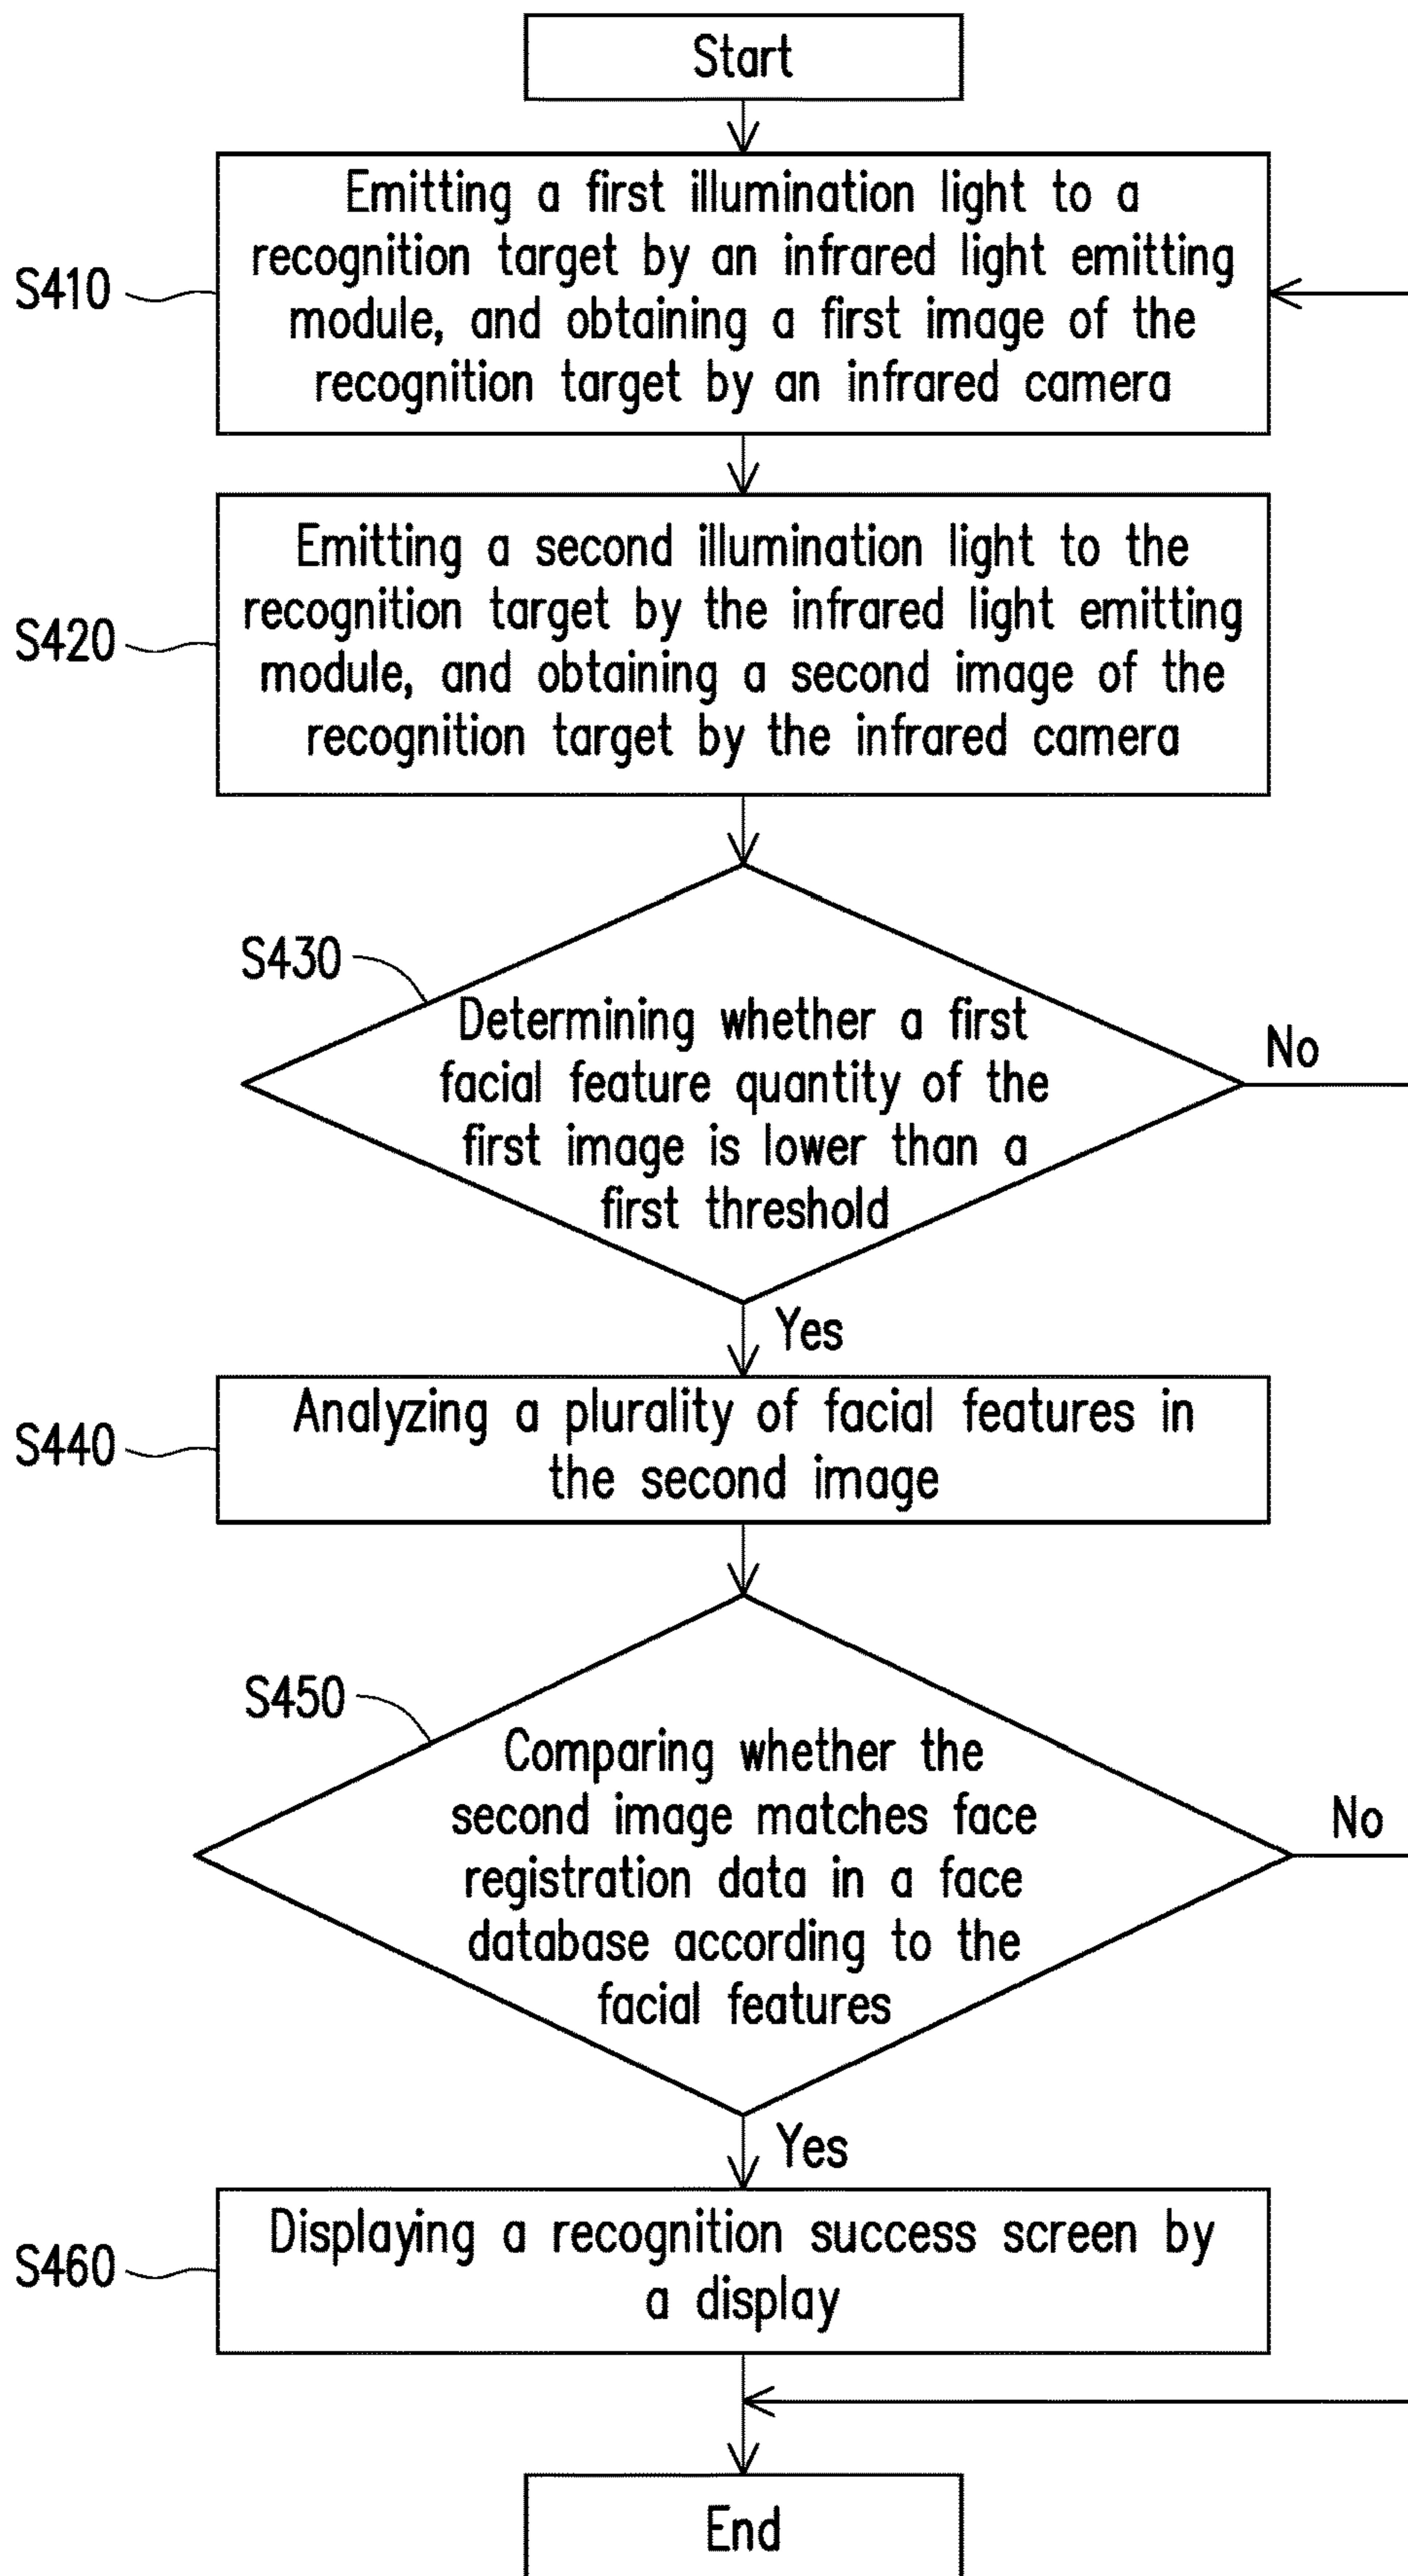 Start
S410
Emitting a first illumination light to a
recognition target by an infrared light emitting
module, and obtaining a first image of the
recognition target by an infrared camera
S420
Emitting a second illumination light to the
recognition target by the infrared light emitting
module, and obtaining a second image of the
recognition target by the infrared camera
S430
Determining whether a first
facial feature quantity of the
first image is lower than a
first threshold
No
Yes
S440
Analyzing a plurality of facial features in
the second image
S450
Comparing whether the
second image matches face
registration data in a face
database according to the
facial features
No
Yes
S460
Displaying a recognition success screen by
a display
End